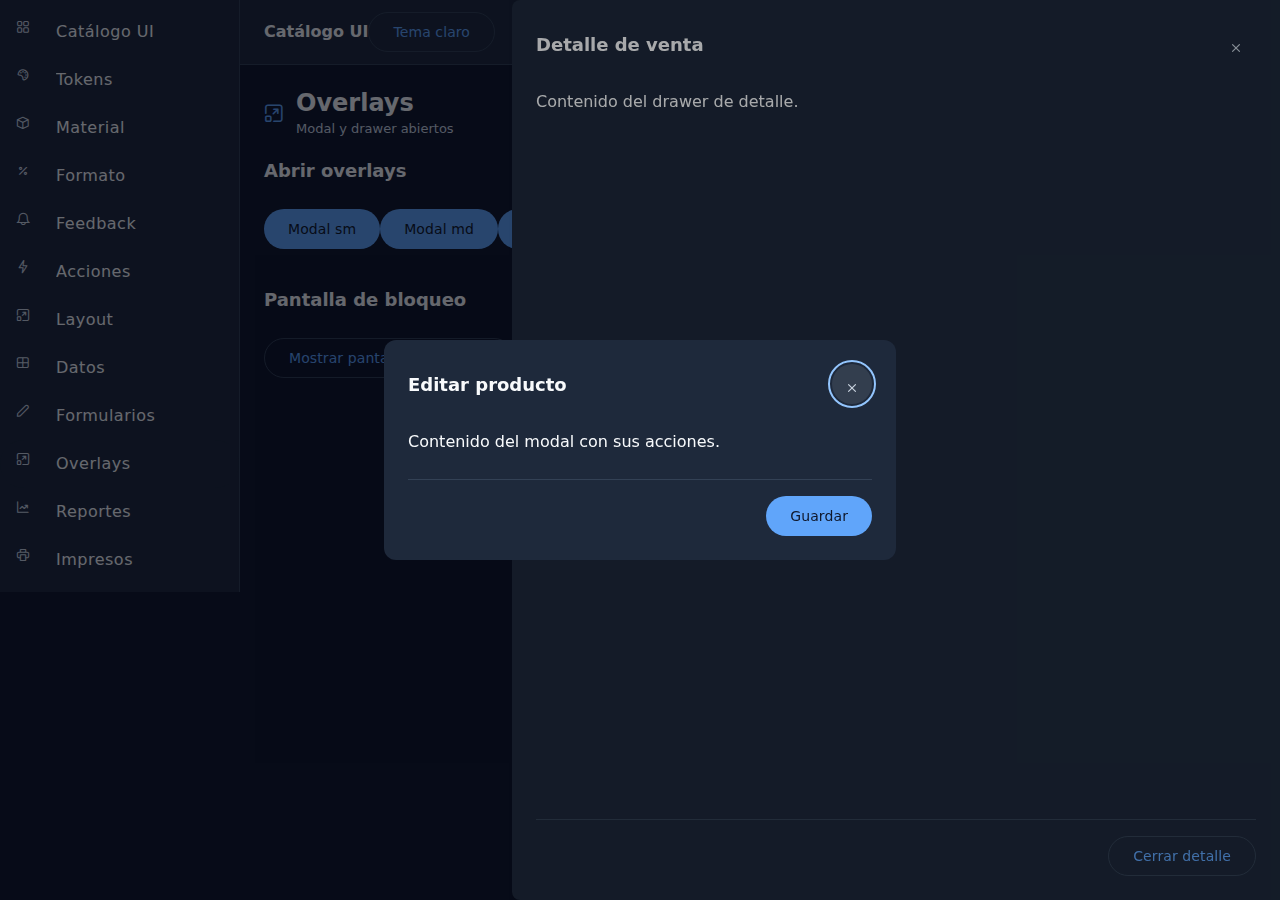 Catálogo UI
Tokens
Material
Formato
Feedback
Acciones
Layout
Datos
Formularios
Overlays
Reportes
Impresos
Catálogo UI
Tema claro
Overlays
Modal y drawer abiertos
Abrir overlays
Modal sm
Modal md
Pantalla de bloqueo
Mostrar
Detalle de venta
Contenido del drawer de detalle.
Editar producto
Contenido del modal con sus acciones.
Guardar
Cerrar detalle